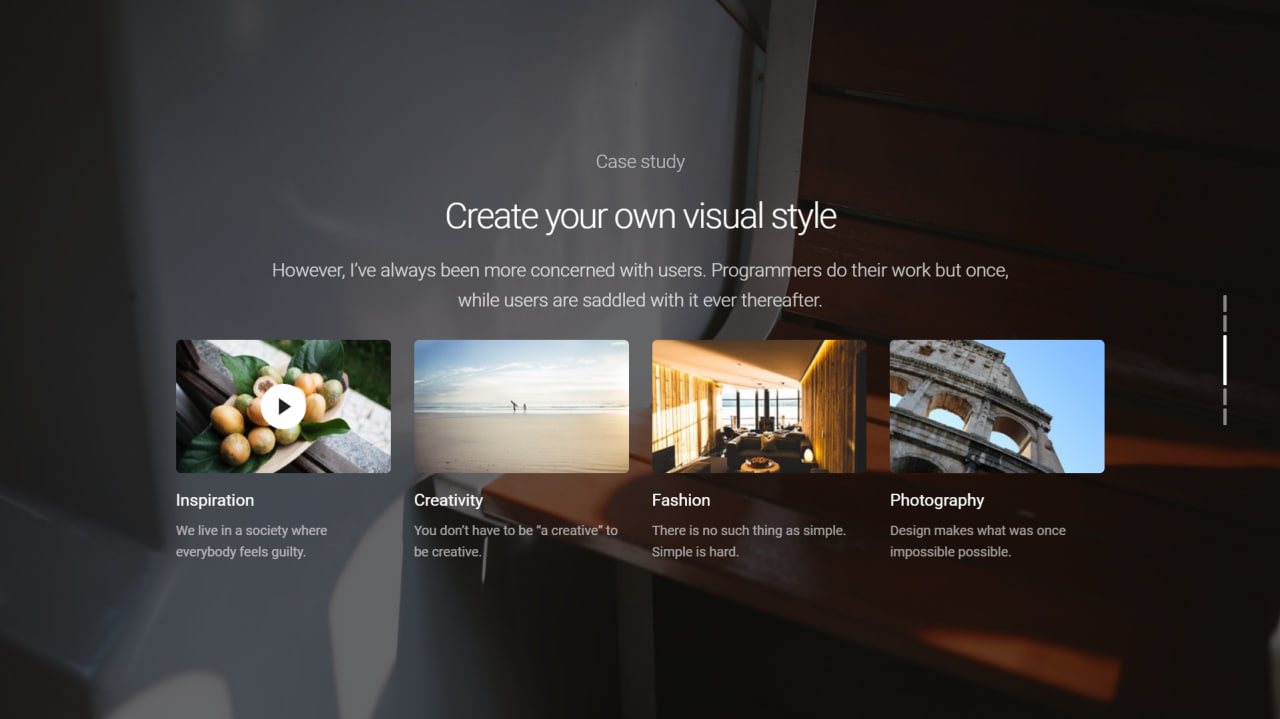 Case study
Create your own visual style
However, I’ve always been more concerned with users. Programmers do their work but once,
while users are saddled with it ever thereafter.
Inspiration
We live in a society where
everybody feels guilty.
Creativity
You don’t have to be “a creative” to
be creative.
Fashion
There is no such thing as simple.
Simple is hard.
Photography
Design makes what was once
impossible possible.